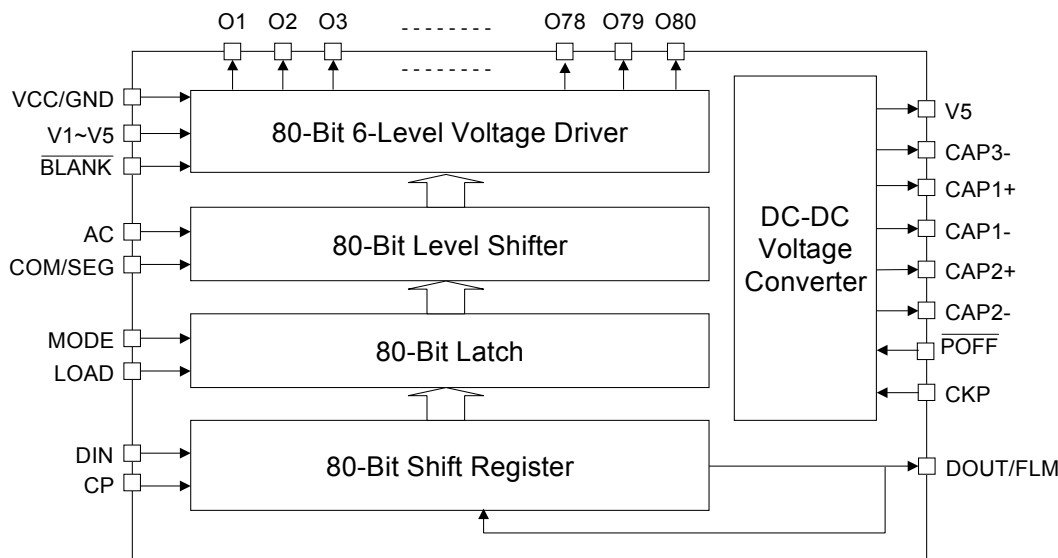 O1 O2 O3 O78 O79 O80
VCC/GND
V1~V5
BLANK
80-Bit 6-Level Voltage Driver
AC
COM/SEG
80-Bit Level Shifter
MODE
LOAD
80-Bit Latch
DIN
CP
80-Bit Shift Register
DC-DC
Voltage
Converter
V5
CAP3-
CAP1+
CAP1-
CAP2+
CAP2-
POFF
CKP
DOUT/FLM